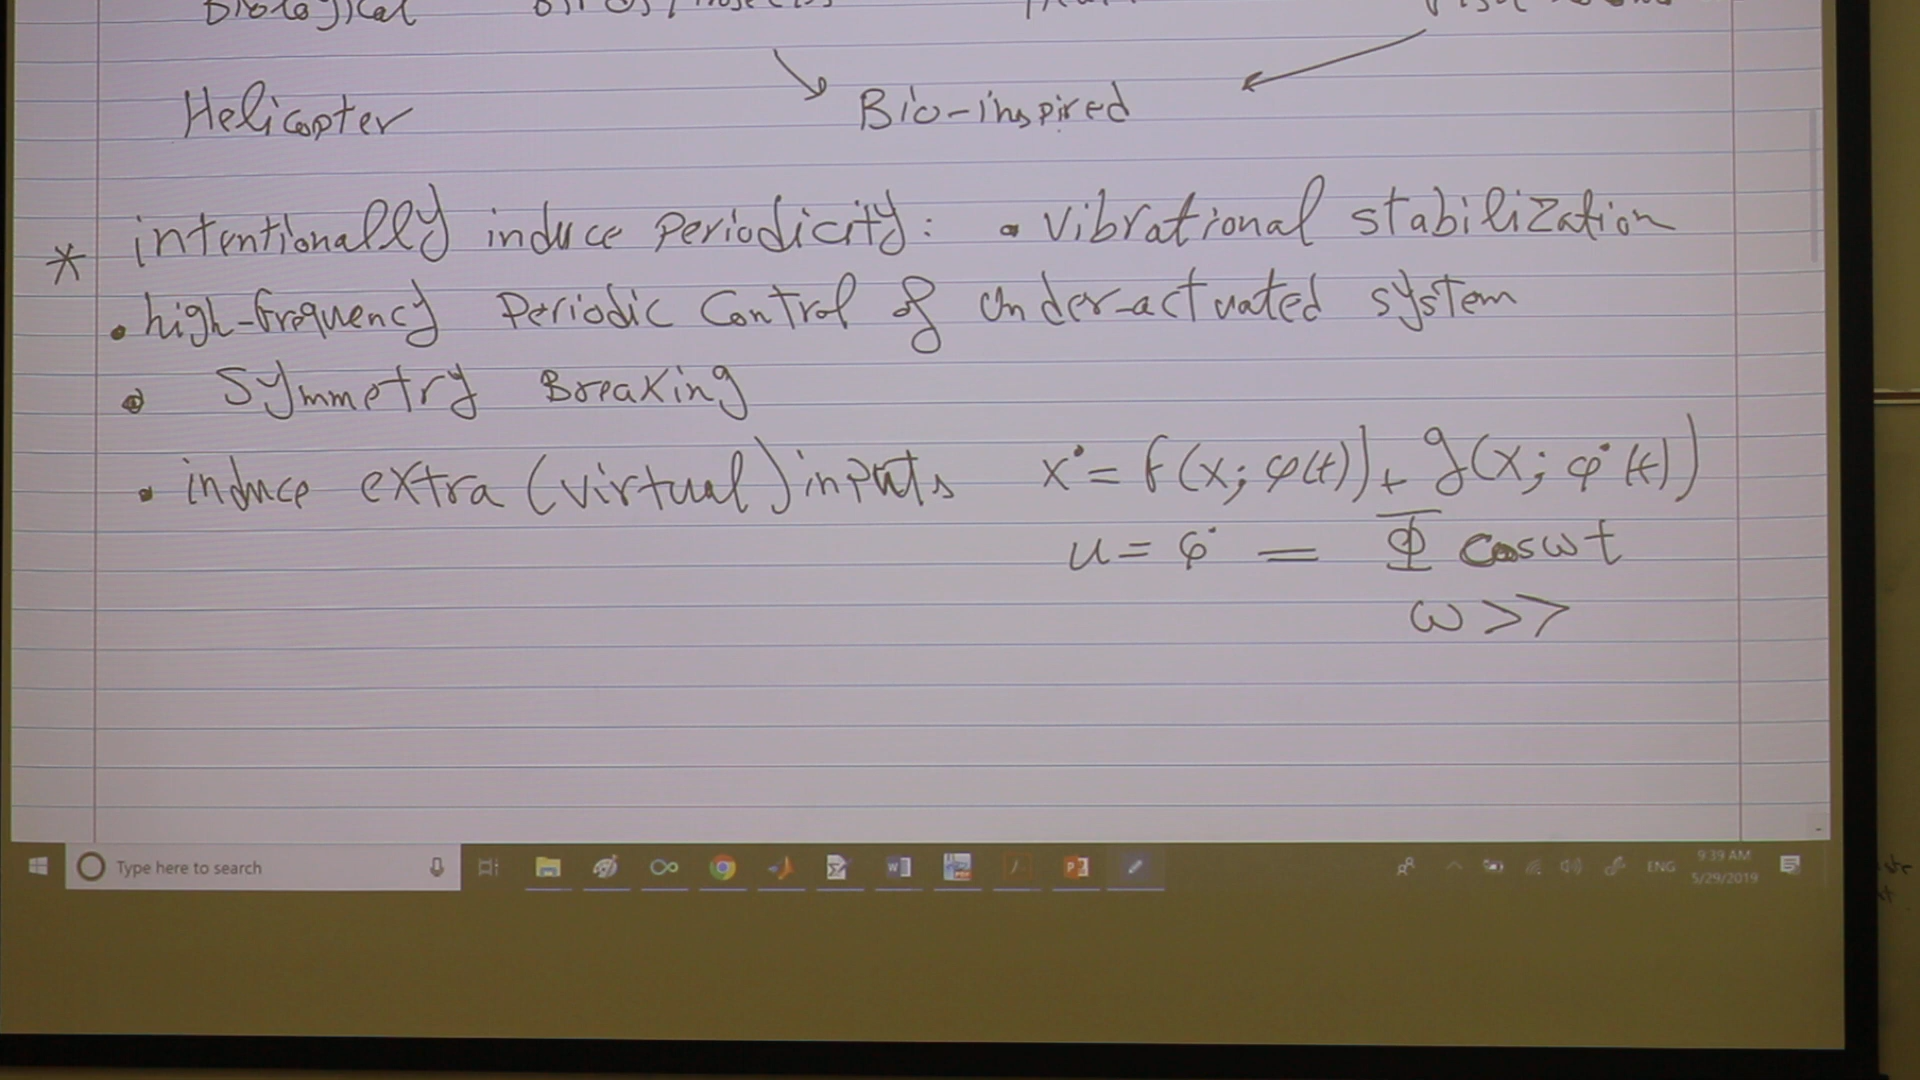 Biological
Helicopter
Bio-inspired
* intentionally induce Periodicity: • Vibrational stabilization
• high-frequency Periodic Control of Under-actuated system
• Symmetry Breaking
• induce extra (virtual) inputs ẋ = f(x; φ(t)) + g(x; φ̇(t))
u = φ̇ = Φ cos ωt
ω >>
Type here to search
ENG
9:39 AM
5/29/2019